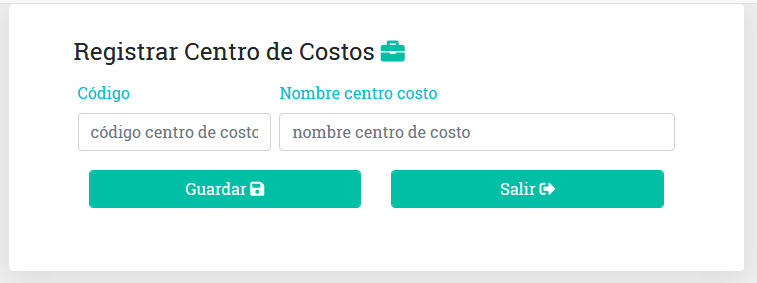 Registrar Centro de Costos
Código Nombre centro costo
código centro de costo nombre centro de costo
Guardar Salir